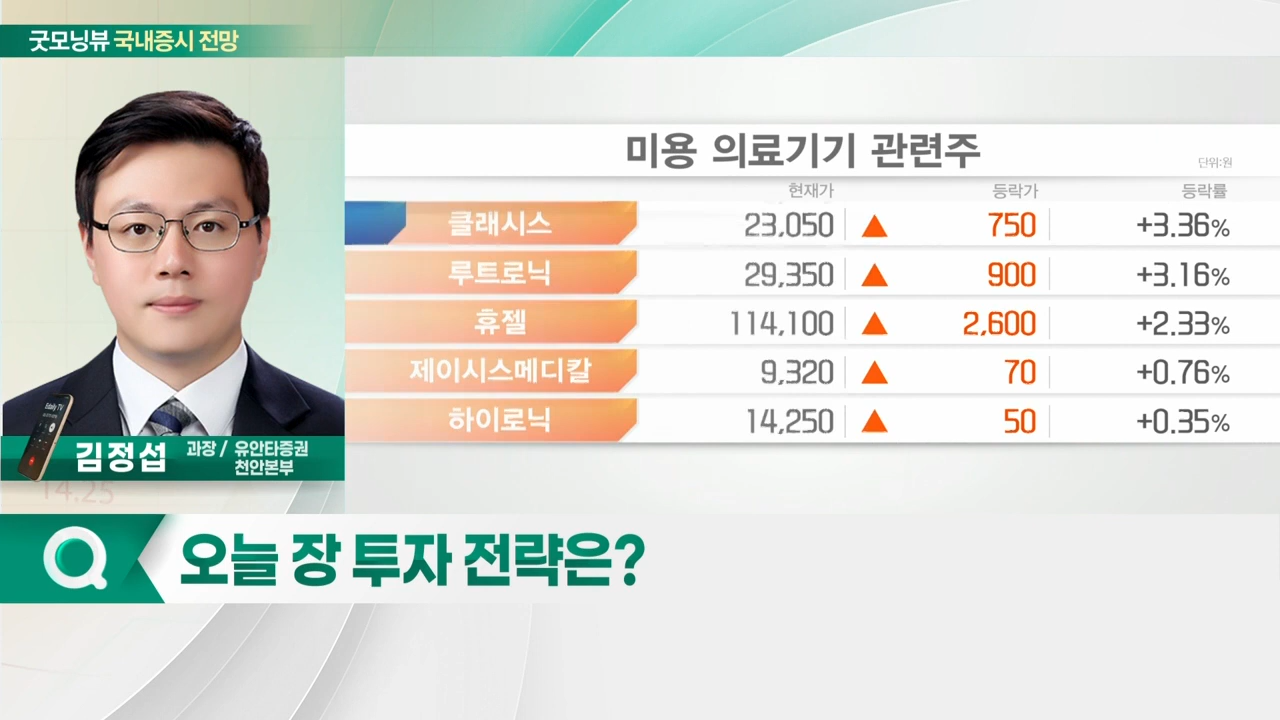 굿모닝뷰 국내증시 전망
미용 의료기기 관련주
단위:원
현재가 등락가 등락률
클래시스 23,050 ▲ 750 +3.36%
루트로닉 29,350 ▲ 900 +3.16%
휴젤 114,100 ▲ 2,600 +2.33%
제이시스메디칼 9,320 ▲ 70 +0.76%
하이로닉 14,250 ▲ 50 +0.35%
Edaily TV
김정섭 과장 / 유안타증권
천안본부
14.25
오늘 장 투자 전략은?